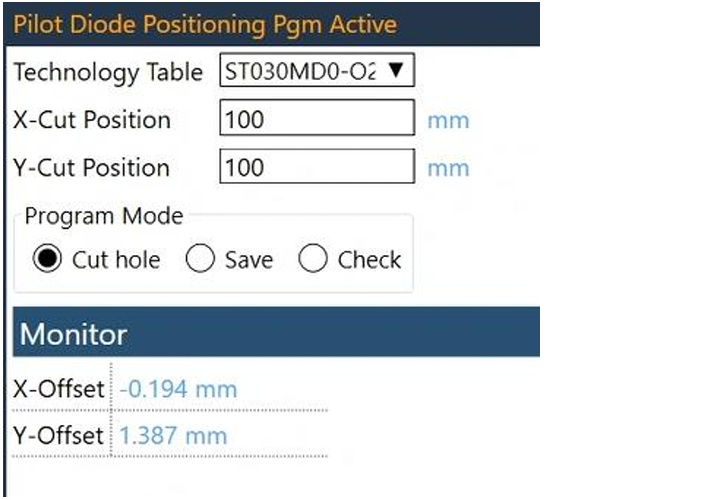 Pilot Diode Positioning Pgm Active
Technology Table ST030MD0-O2
X-Cut Position 100 mm
Y-Cut Position 100 mm
Program Mode
Cut hole Save Check
Monitor
X-Offset -0.194 mm
Y-Offset 1.387 mm